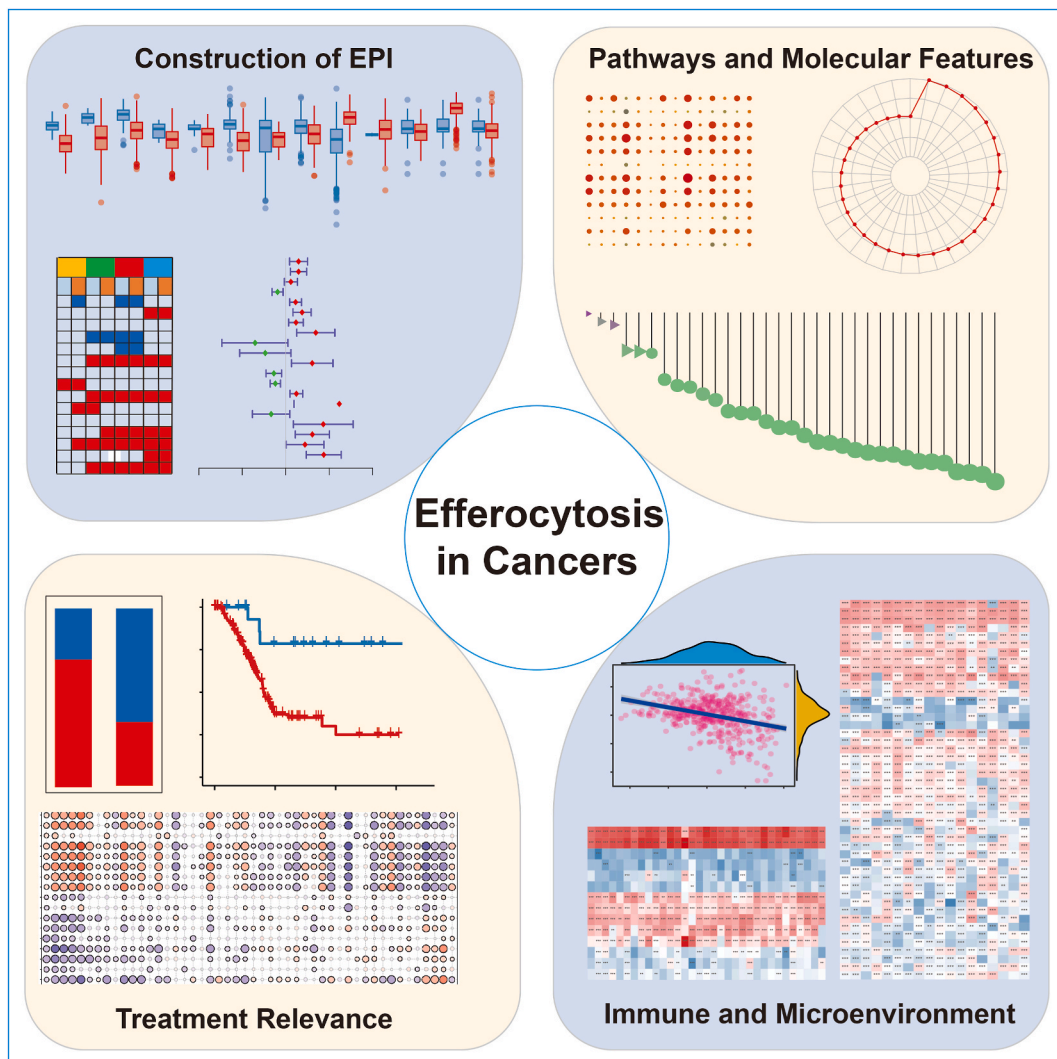 Construction of EPI
Pathways and Molecular Features
Efferocytosis
in Cancers
Treatment Relevance
Immune and Microenvironment